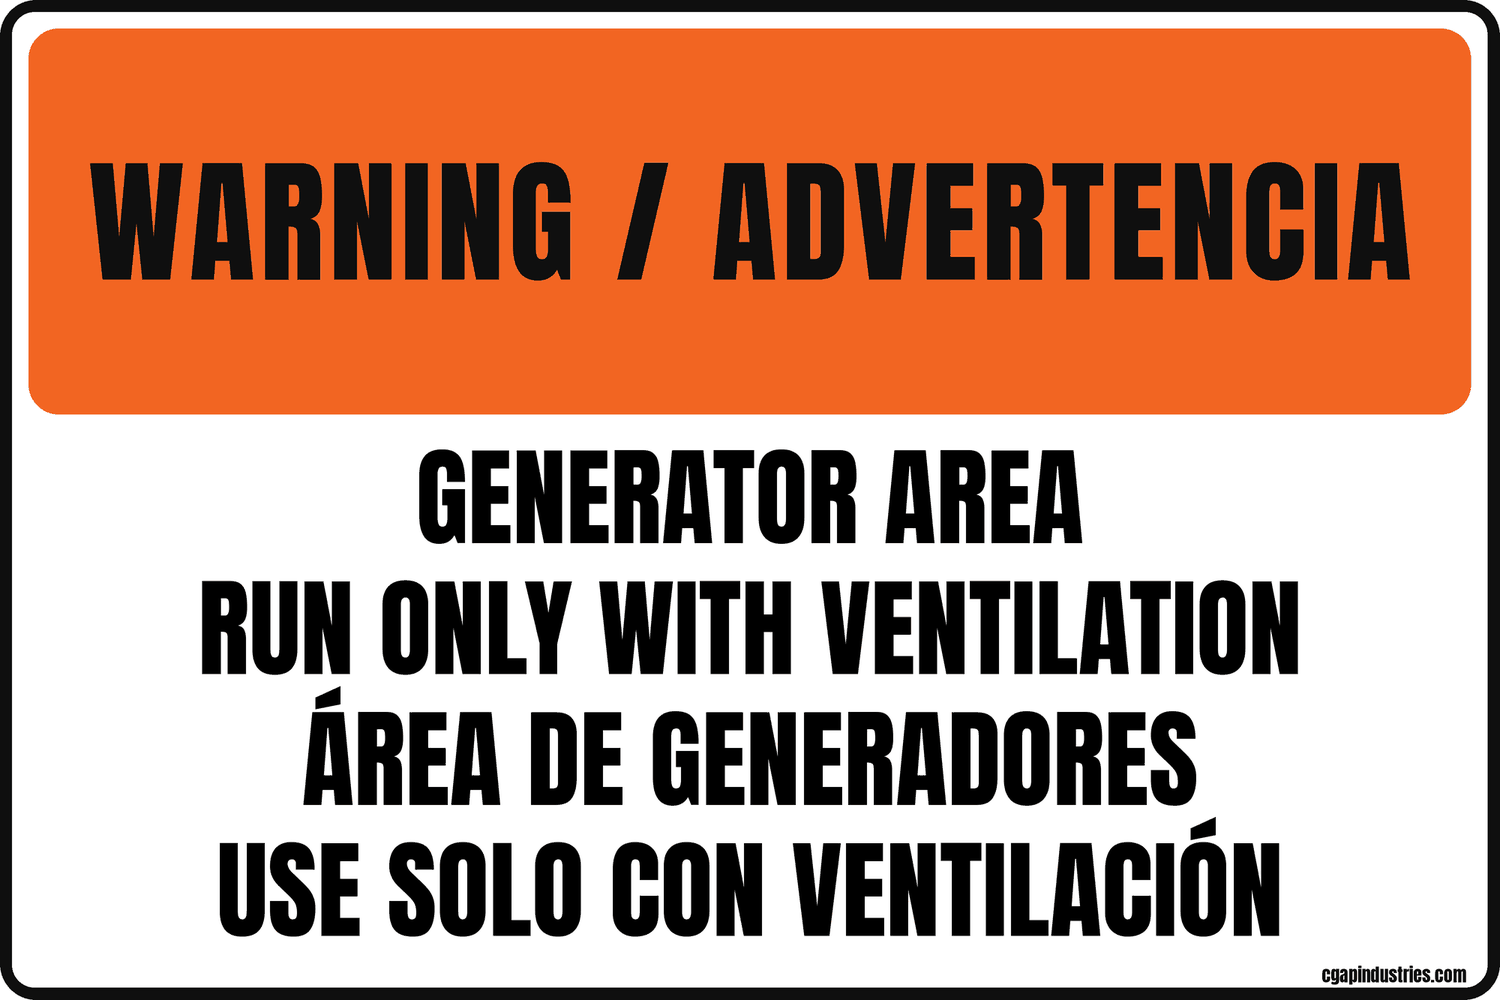 WARNING / ADVERTENCIA
GENERATOR AREA
RUN ONLY WITH VENTILATION
ÁREA DE GENERADORES
USE SOLO CON VENTILACIÓN
cgapindustries.com